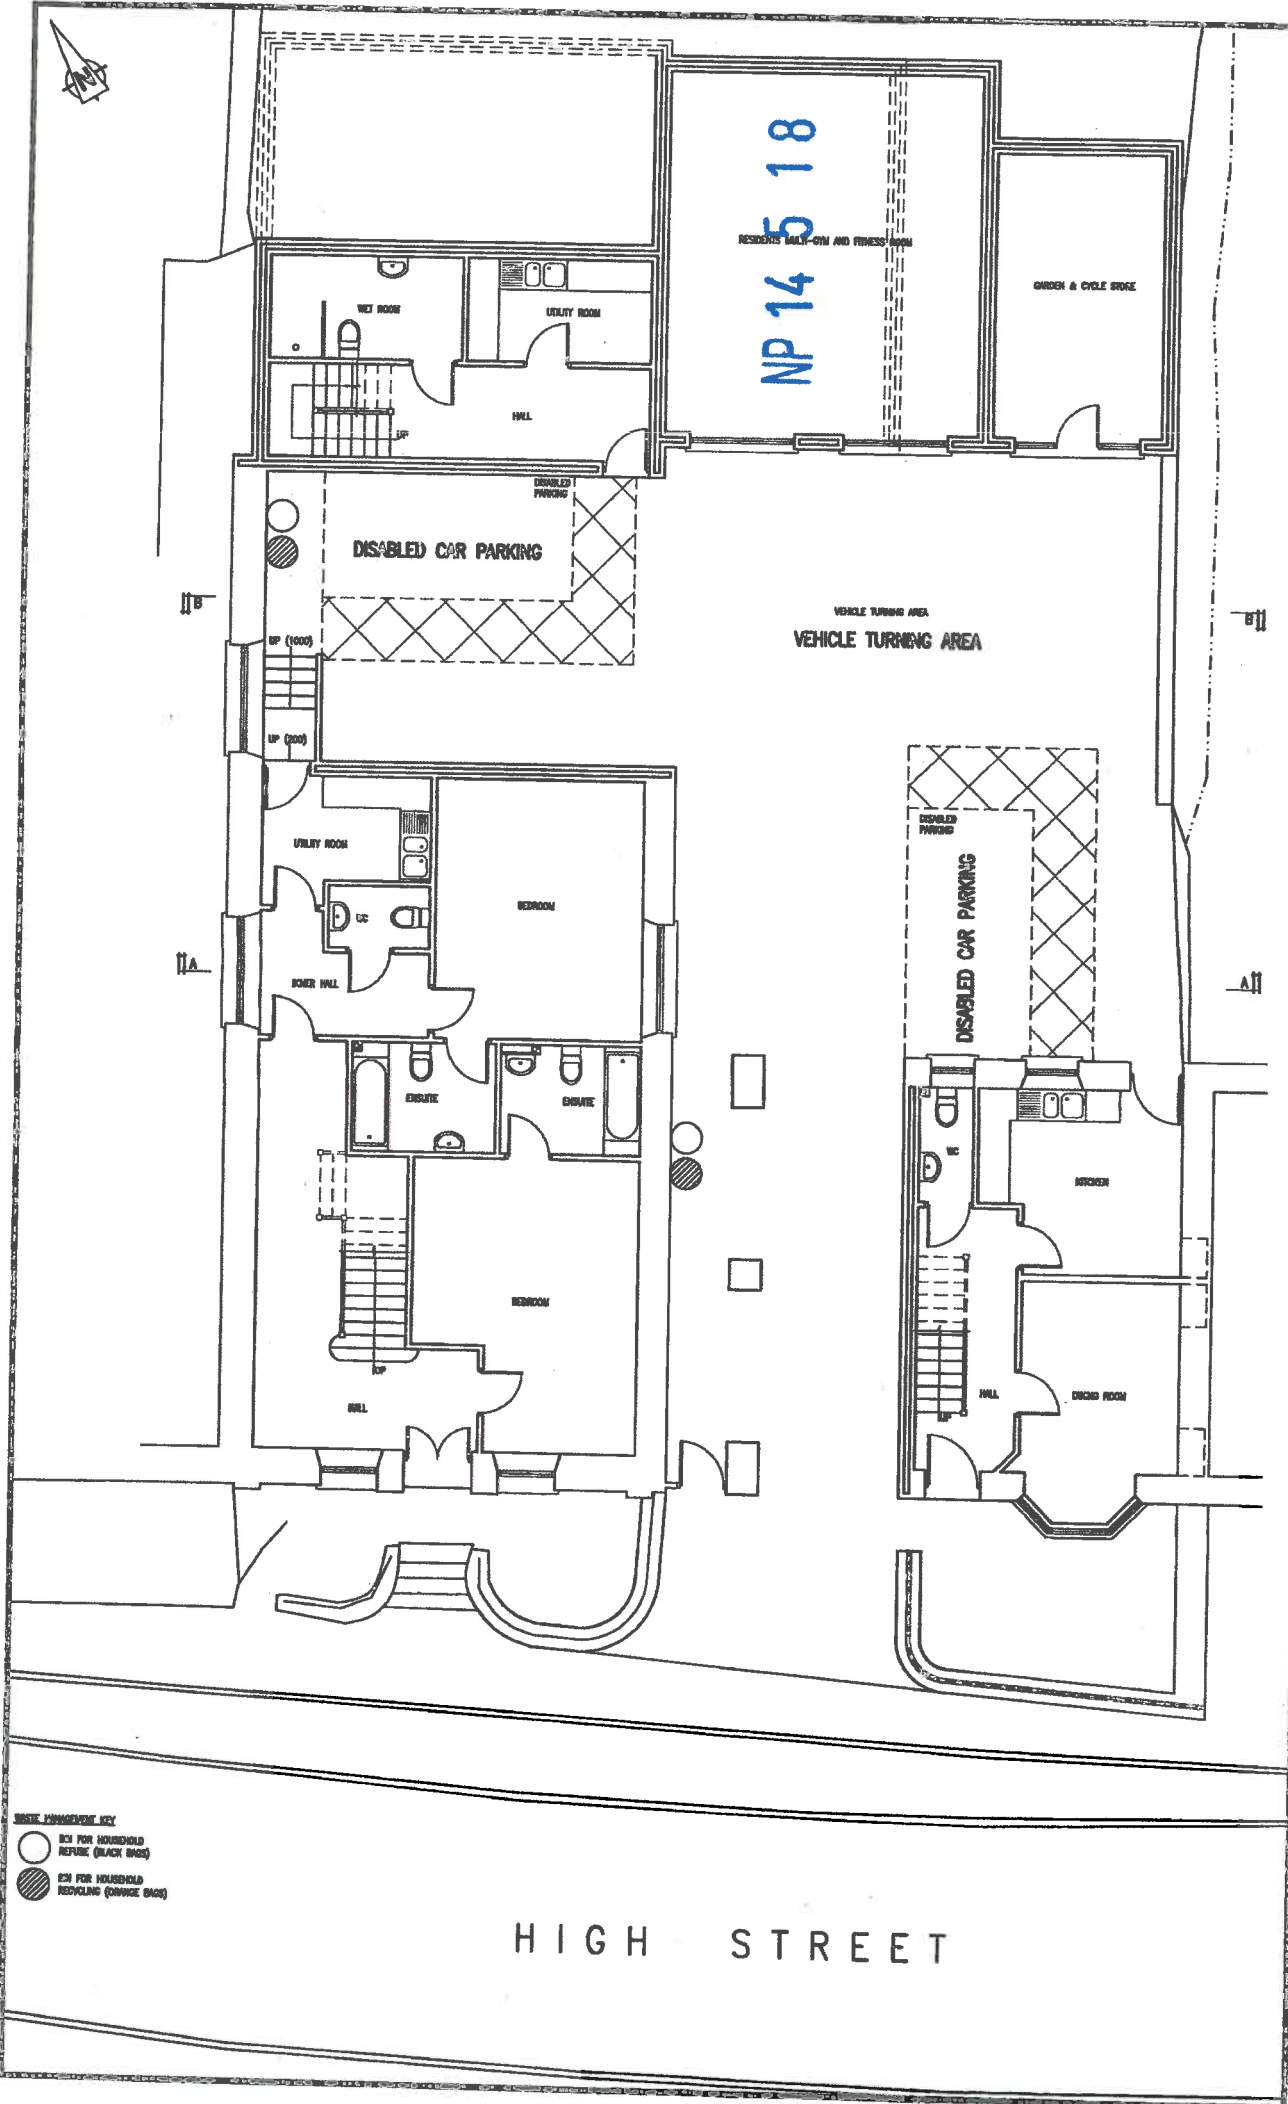 N
NP 14 5 18
RESIDENTS MULTI-GYM AND FITNESS ROOM
GARDEN & CYCLE STORE
WET ROOM
UTILITY ROOM
HALL
UP
DISABLED
PARKING
DISABLED CAR PARKING
B
B
UP (1000)
VEHICLE TURNING AREA
VEHICLE TURNING AREA
UP (200)
UTILITY ROOM
DISABLED
PARKING
DISABLED CAR PARKING
BEDROOM
WC
A
INNER HALL
A
ENSUITE
ENSUITE
WC
KITCHEN
BEDROOM
UP
HALL
HALL
DINING ROOM
UP
WASTE MANAGEMENT KEY
BIN FOR HOUSEHOLD
REFUSE (BLACK BAGS)
BIN FOR HOUSEHOLD
RECYCLING (ORANGE BAGS)
HIGH STREET